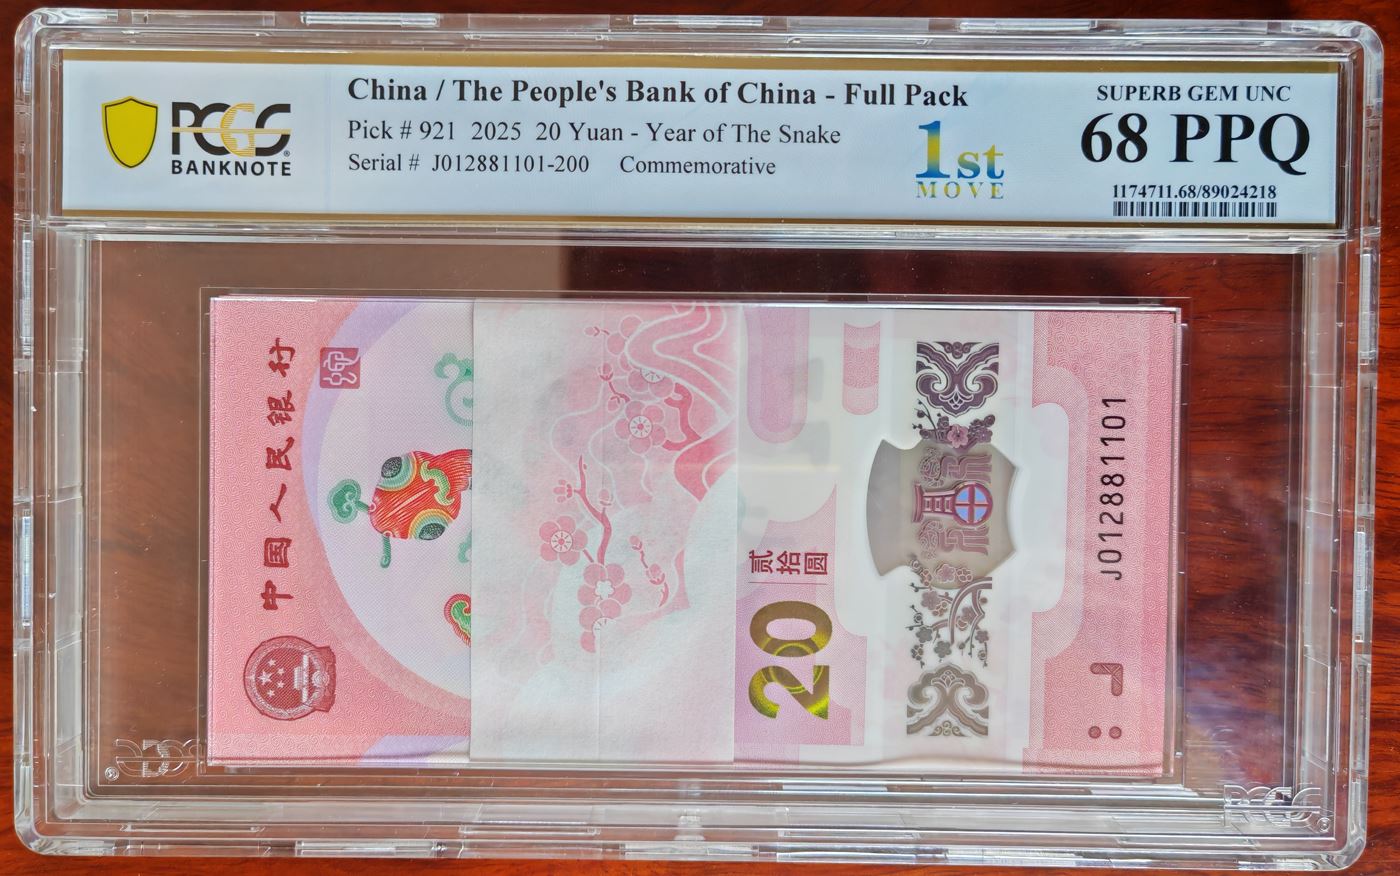 PCGS
BANKNOTE
China / The People's Bank of China - Full Pack
Pick # 921 2025 20 Yuan - Year of The Snake
Serial # J012881101-200 Commemorative
1st
MOVE
SUPERB GEM UNC
68 PPQ
1174711.68/89024218
中国人民银行
贰拾圆
20
J012881101
PCGS
PCGS